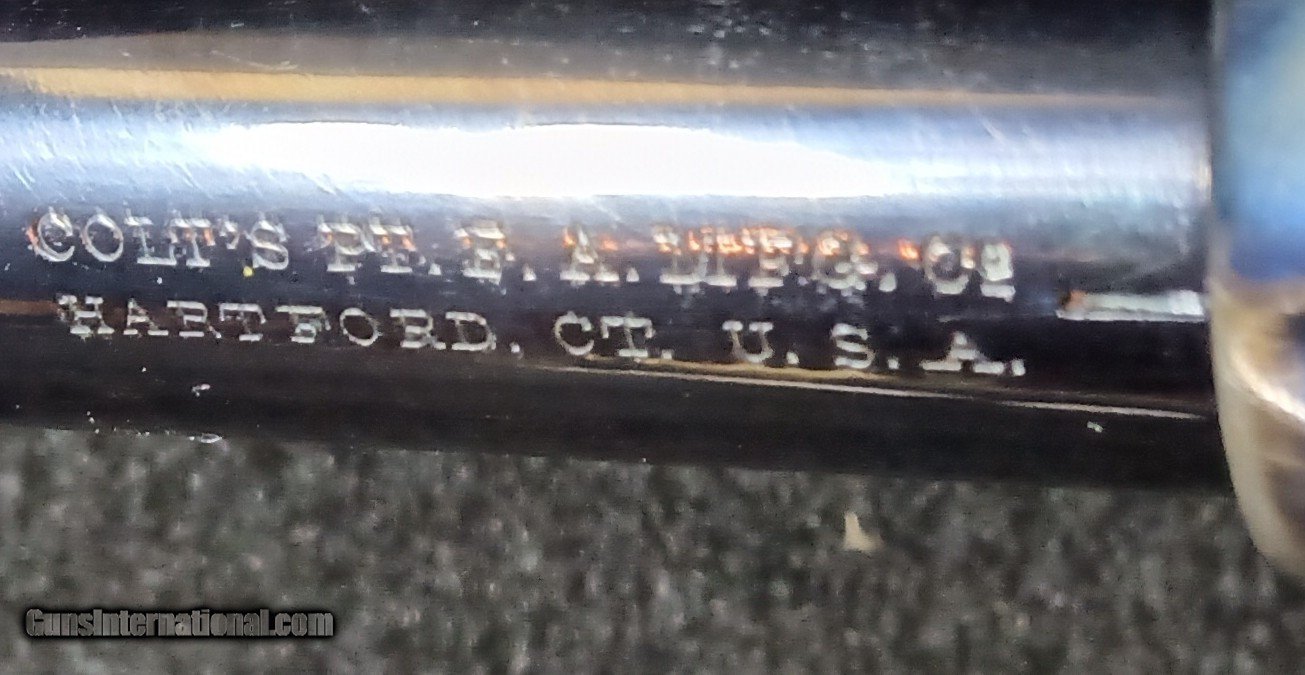 COLT'S PT. F. A. MFG. Co.
HARTFORD, CT. U. S. A.
GunsInternational.com